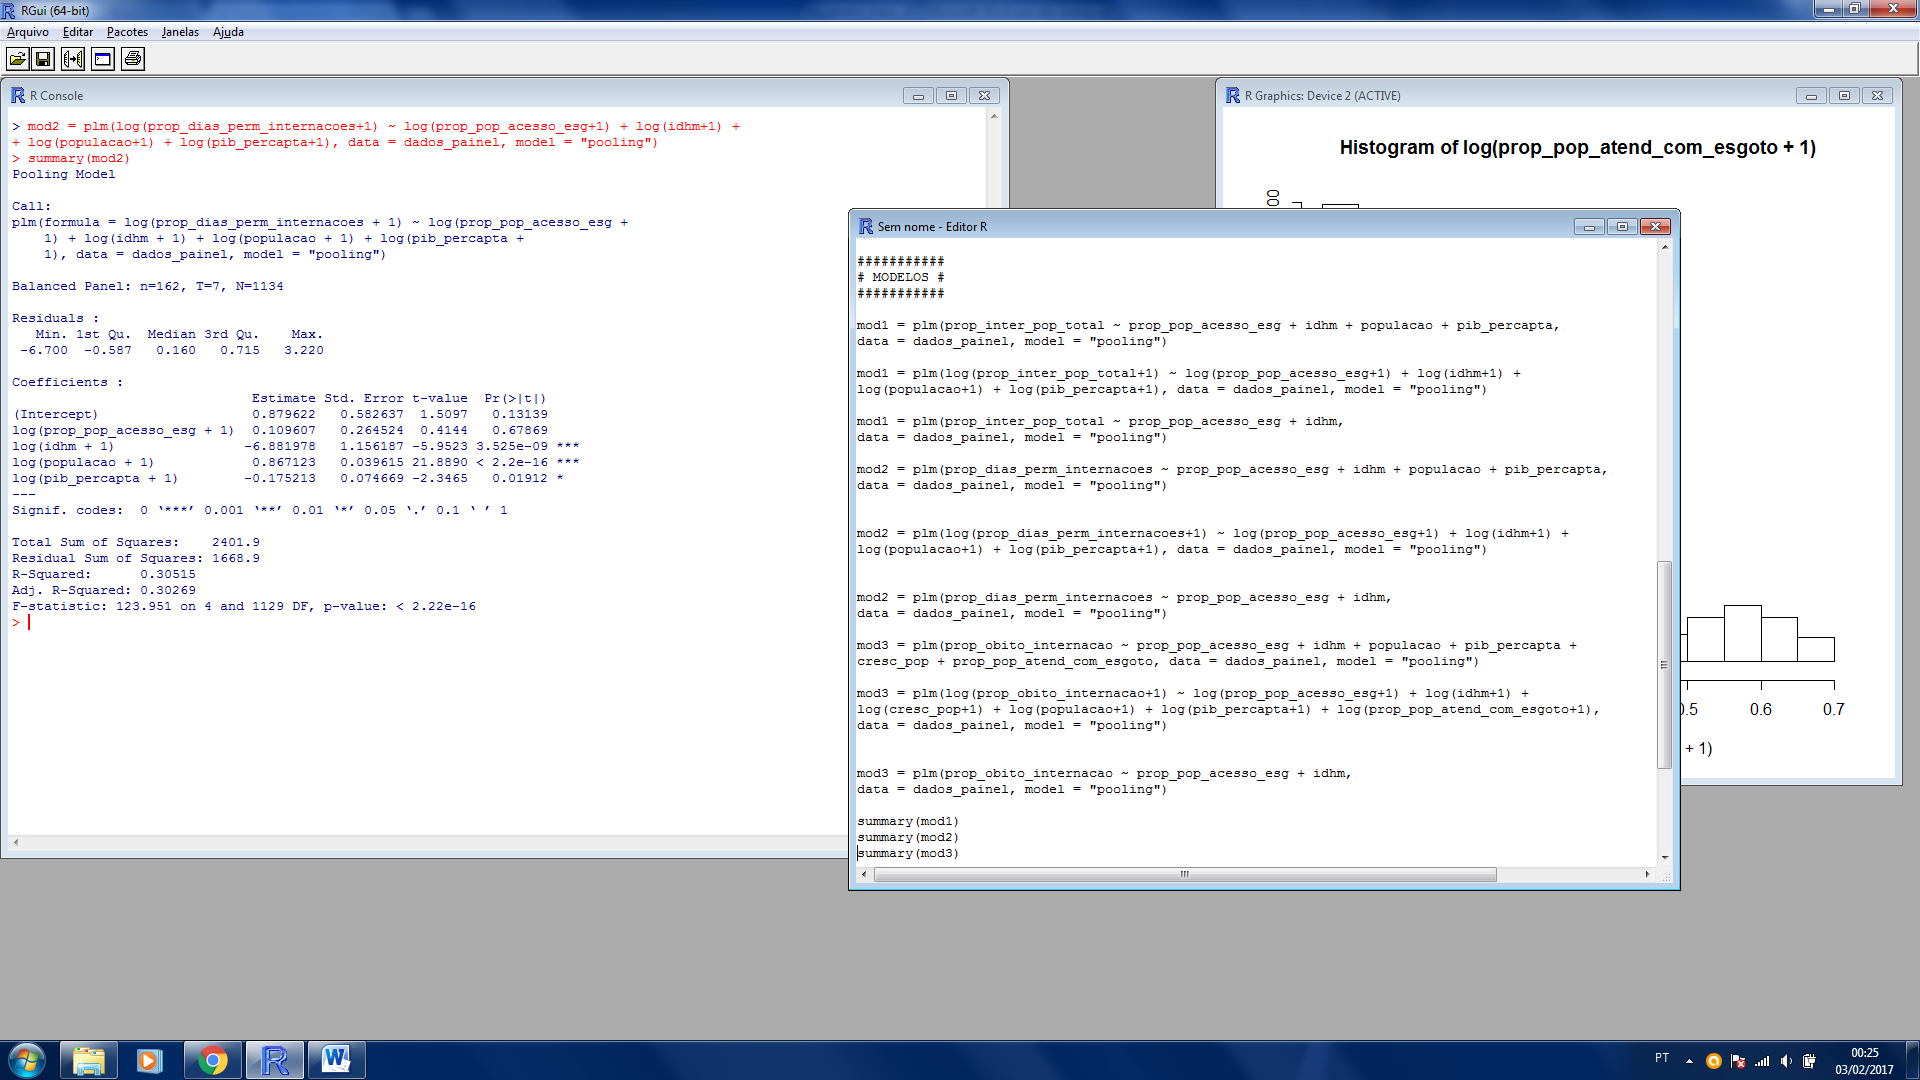 RGui (64-bit)
Arquivo Editar Pacotes Janelas Ajuda
R Console
> mod2 = plm(log(prop_dias_perm_internacoes+1) ~ log(prop_pop_acesso_esg+1) + log(idhm+1) +
+ log(populacao+1) + log(pib_percapta+1), data = dados_painel, model = "pooling")
> summary(mod2)
Pooling Model
Call:
plm(formula = log(prop_dias_perm_internacoes + 1) ~ log(prop_pop_acesso_esg +
1) + log(idhm + 1) + log(populacao + 1) + log(pib_percapta +
1), data = dados_painel, model = "pooling")
Balanced Panel: n=162, T=7, N=1134
Residuals :
Min. 1st Qu. Median 3rd Qu. Max.
-6.700 -0.587 0.160 0.715 3.220
Coefficients :
Estimate Std. Error t-value Pr(>|t|)
(Intercept) 0.879622 0.582637 1.5097 0.13139
log(prop_pop_acesso_esg + 1) 0.109607 0.264524 0.4144 0.67869
log(idhm + 1) -6.881978 1.156187 -5.9523 3.525e-09 ***
log(populacao + 1) 0.867123 0.039615 21.8890 < 2.2e-16 ***
log(pib_percapta + 1) -0.175213 0.074669 -2.3465 0.01912 *
---
Signif. codes: 0 ‘***’ 0.001 ‘**’ 0.01 ‘*’ 0.05 ‘.’ 0.1 ‘ ’ 1
Total Sum of Squares: 2401.9
Residual Sum of Squares: 1668.9
R-Squared: 0.30515
Adj. R-Squared: 0.30269
F-statistic: 123.951 on 4 and 1129 DF, p-value: < 2.22e-16
>
R Graphics: Device 2 (ACTIVE)
Histogram of log(prop_pop_atend_com_esgoto + 1)
00
0.5 0.6 0.7
+ 1)
Sem nome - Editor R
###########
# MODELOS #
###########
mod1 = plm(prop_inter_pop_total ~ prop_pop_acesso_esg + idhm + populacao + pib_percapta,
data = dados_painel, model = "pooling")
mod1 = plm(log(prop_inter_pop_total+1) ~ log(prop_pop_acesso_esg+1) + log(idhm+1) +
log(populacao+1) + log(pib_percapta+1), data = dados_painel, model = "pooling")
mod1 = plm(prop_inter_pop_total ~ prop_pop_acesso_esg + idhm,
data = dados_painel, model = "pooling")
mod2 = plm(prop_dias_perm_internacoes ~ prop_pop_acesso_esg + idhm + populacao + pib_percapta,
data = dados_painel, model = "pooling")
mod2 = plm(log(prop_dias_perm_internacoes+1) ~ log(prop_pop_acesso_esg+1) + log(idhm+1) +
log(populacao+1) + log(pib_percapta+1), data = dados_painel, model = "pooling")
mod2 = plm(prop_dias_perm_internacoes ~ prop_pop_acesso_esg + idhm,
data = dados_painel, model = "pooling")
mod3 = plm(prop_obito_internacao ~ prop_pop_acesso_esg + idhm + populacao + pib_percapta +
cresc_pop + prop_pop_atend_com_esgoto, data = dados_painel, model = "pooling")
mod3 = plm(log(prop_obito_internacao+1) ~ log(prop_pop_acesso_esg+1) + log(idhm+1) +
log(cresc_pop+1) + log(populacao+1) + log(pib_percapta+1) + log(prop_pop_atend_com_esgoto+1),
data = dados_painel, model = "pooling")
mod3 = plm(prop_obito_internacao ~ prop_pop_acesso_esg + idhm,
data = dados_painel, model = "pooling")
summary(mod1)
summary(mod2)
summary(mod3)
PT
00:25
03/02/2017